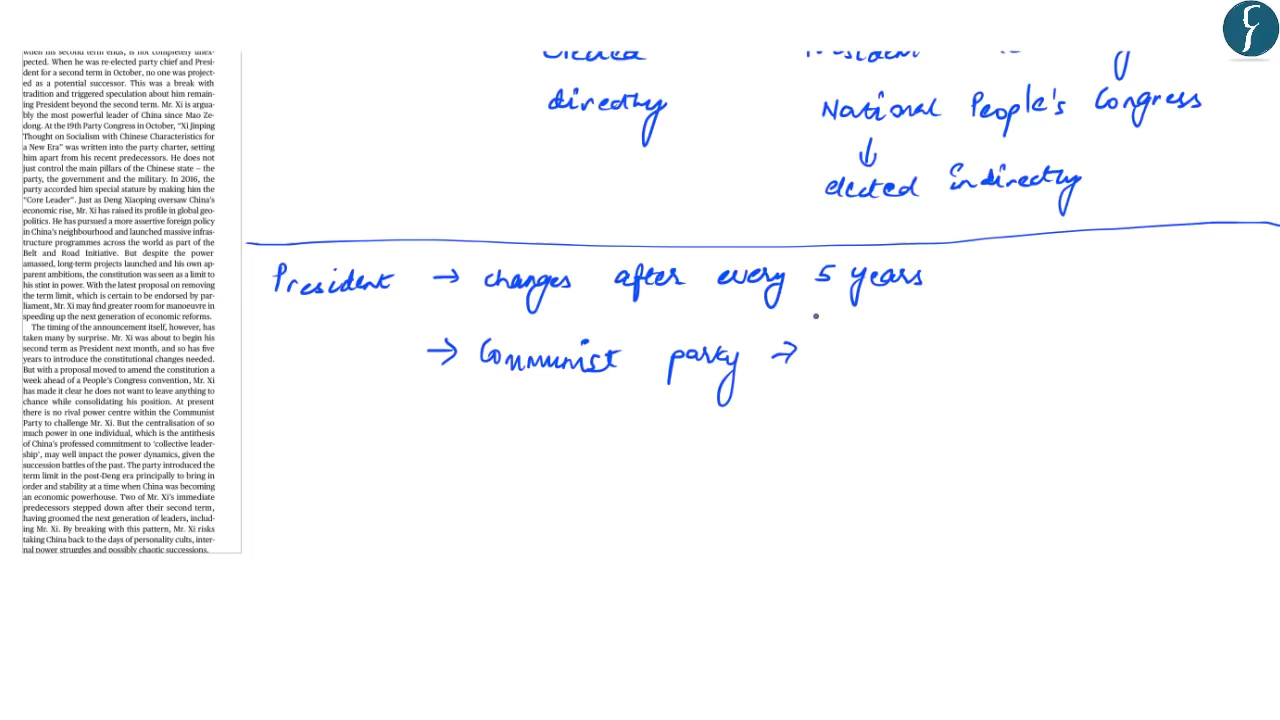 when his second term ends, is not completely unex-
pected. When he was re-elected party chief and Presi-
dent for a second term in October, no one was project-
ed as a potential successor. This was a break with
tradition and triggered speculation about him remain-
ing President beyond the second term. Mr. Xi is argua-
bly the most powerful leader of China since Mao Ze-
dong. At the 19th Party Congress in October, “Xi Jinping
Thought on Socialism with Chinese Characteristics for
a New Era” was written into the party charter, setting
him apart from his recent predecessors. He does not
just control the main pillars of the Chinese state – the
party, the government and the military. In 2016, the
party accorded him special stature by making him the
“Core Leader”. Just as Deng Xiaoping oversaw China’s
economic rise, Mr. Xi has raised its profile in global geo-
politics. He has pursued a more assertive foreign policy
in China’s neighbourhood and launched massive infras-
tructure programmes across the world as part of the
Belt and Road Initiative. But despite the power
amassed, long-term projects launched and his own ap-
parent ambitions, the constitution was seen as a limit to
his stint in power. With the latest proposal on removing
the term limit, which is certain to be endorsed by par-
liament, Mr. Xi may find greater room for manoeuvre in
speeding up the next generation of economic reforms.
The timing of the announcement itself, however, has
taken many by surprise. Mr. Xi was about to begin his
second term as President next month, and so has five
years to introduce the constitutional changes needed.
But with a proposal moved to amend the constitution a
week ahead of a People’s Congress convention, Mr. Xi
has made it clear he does not want to leave anything to
chance while consolidating his position. At present
there is no rival power centre within the Communist
Party to challenge Mr. Xi. But the centralisation of so
much power in one individual, which is the antithesis
of China’s professed commitment to ‘collective leader-
ship’, may well impact the power dynamics, given the
succession battles of the past. The party introduced the
term limit in the post-Deng era principally to bring in
order and stability at a time when China was becoming
an economic powerhouse. Two of Mr. Xi’s immediate
predecessors stepped down after their second term,
having groomed the next generation of leaders, includ-
ing Mr. Xi. By breaking with this pattern, Mr. Xi risks
taking China back to the days of personality cults, inter-
nal power struggles and possibly chaotic successions.
directly
National People's Congress
↓
elected indirectly
President → changes after every 5 years
→ Communist party →